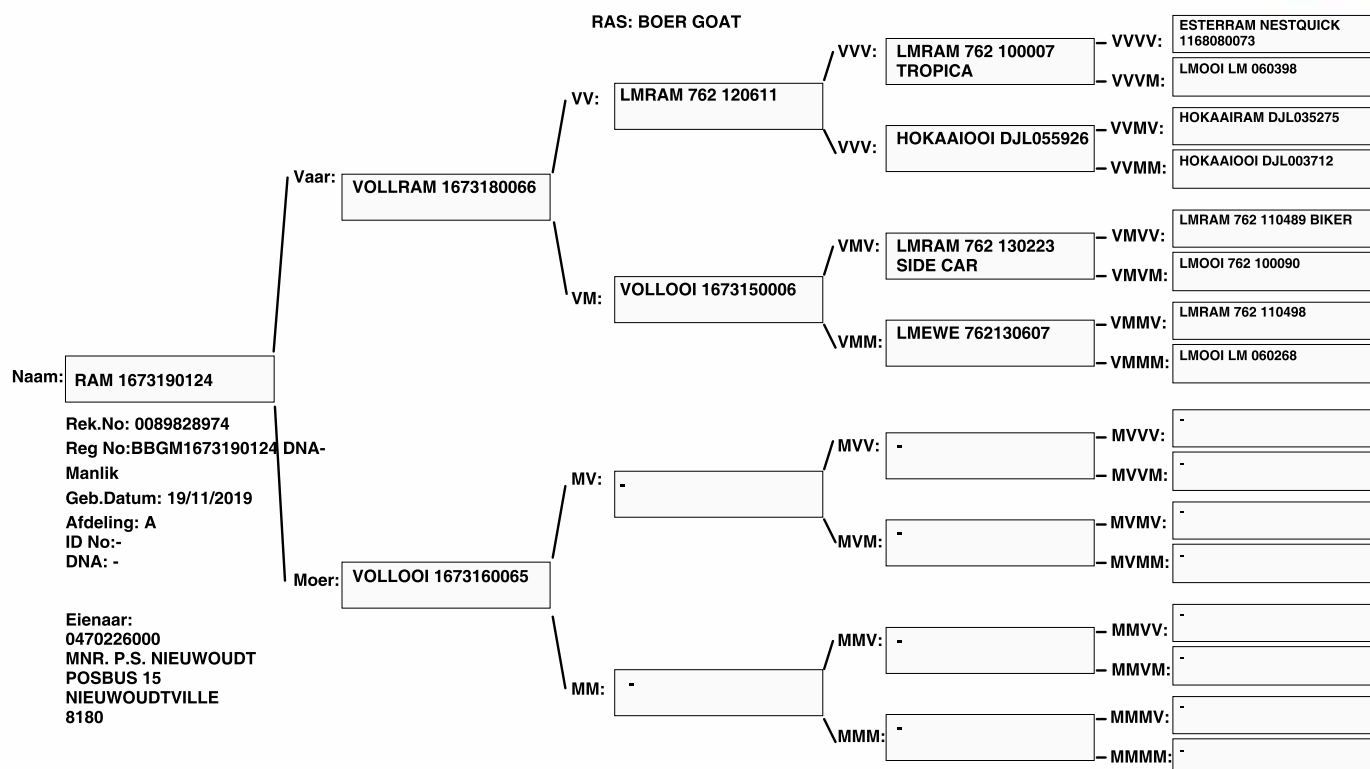 RAS: BOER GOAT
Naam: RAM 1673190124
Rek.No: 0089828974
Reg No:BBGM1673190124 DNA-
Manlik
Geb.Datum: 19/11/2019
Afdeling: A
ID No:-
DNA: -
Eienaar:
0470226000
MNR. P.S. NIEUWOUDT
POSBUS 15
NIEUWOUDTVILLE
8180
Vaar: VOLLRAM 1673180066
Moer: VOLLOOI 1673160065
VV: LMRAM 762 120611
VM: VOLLOOI 1673150006
MV: -
MM: -
VVV: LMRAM 762 100007
TROPICA
VVV: HOKAAIOOI DJL055926
VMV: LMRAM 762 130223
SIDE CAR
VMM: LMEWE 762130607
MVV: -
MVM: -
MMV: -
MMM: -
VVVV: ESTERRAM NESTQUICK
1168080073
VVVM: LMOOI LM 060398
VVMV: HOKAAIRAM DJL035275
VVMM: HOKAAIOOI DJL003712
VMVV: LMRAM 762 110489 BIKER
VMVM: LMOOI 762 100090
VMMV: LMRAM 762 110498
VMMM: LMOOI LM 060268
MVVV: -
MVVM: -
MVMV: -
MVMM: -
MMVV: -
MMVM: -
MMMV: -
MMMM: -